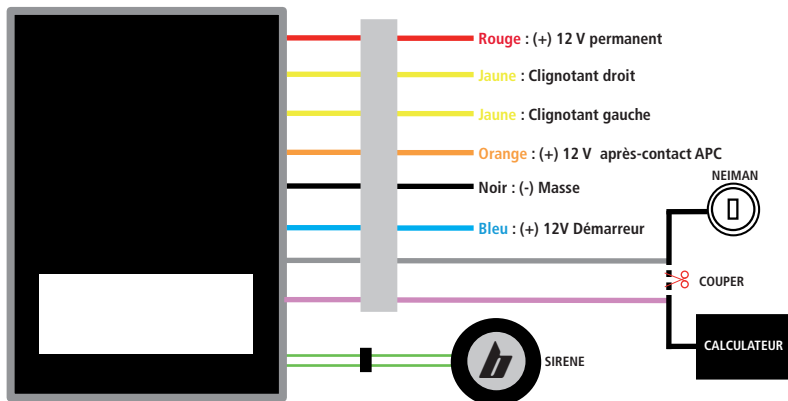 Rouge : (+) 12 V permanent
Jaune : Clignotant droit
Jaune : Clignotant gauche
Orange : (+) 12 V après-contact APC
NEIMAN
Noir : (-) Masse
Bleu : (+) 12V Démarreur
COUPER
CALCULATEUR
SIRENE